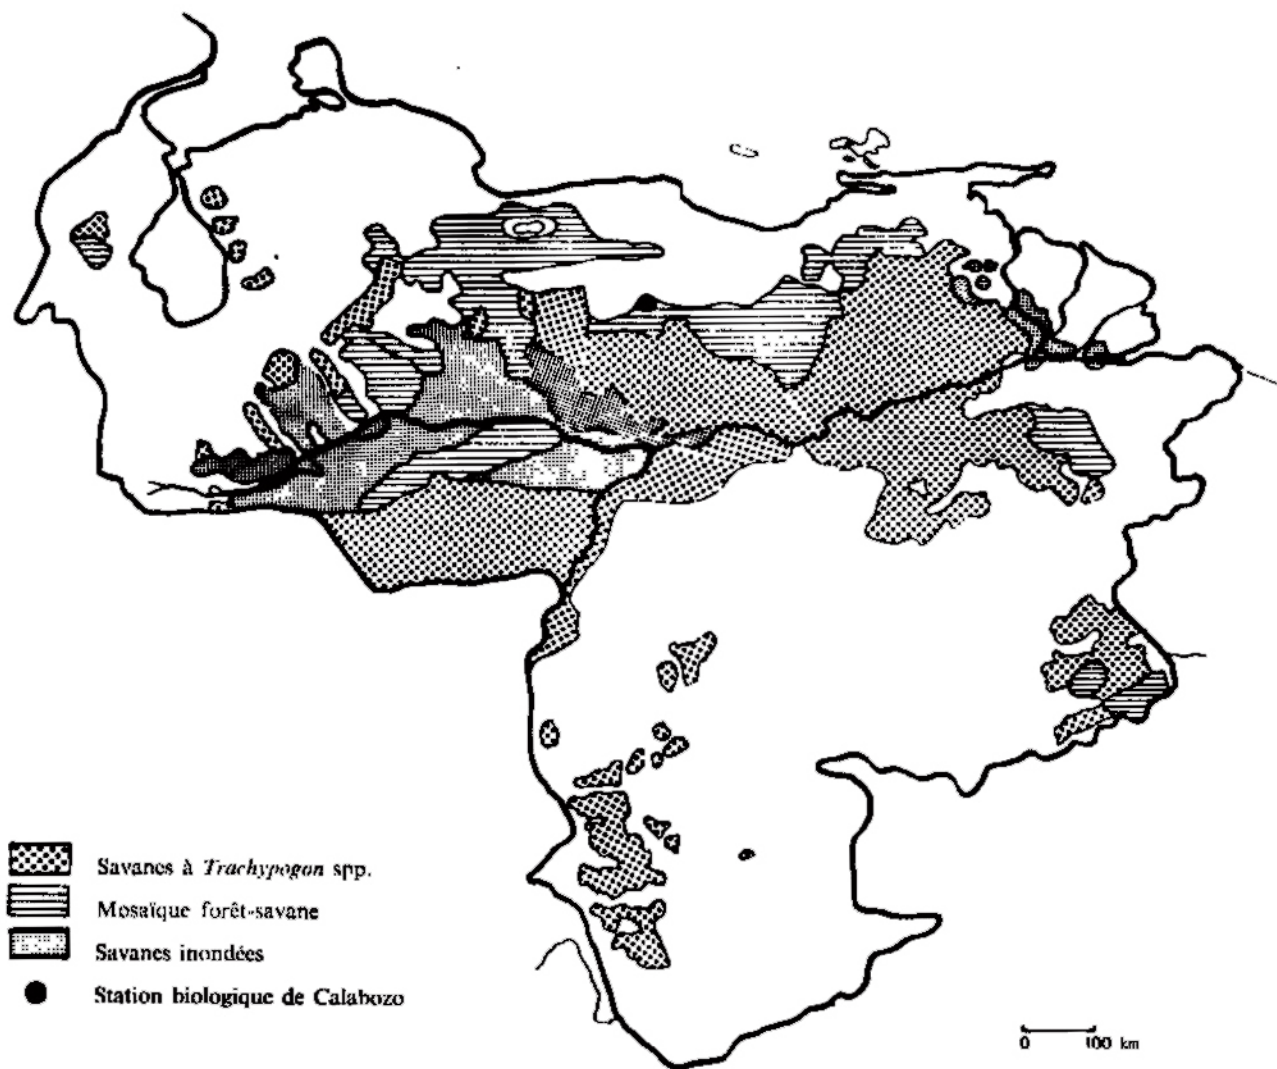 Savanes à Trachypogon spp.
Mosaïque forêt-savane
Savanes inondées
Station biologique de Calabozo
0 100 km